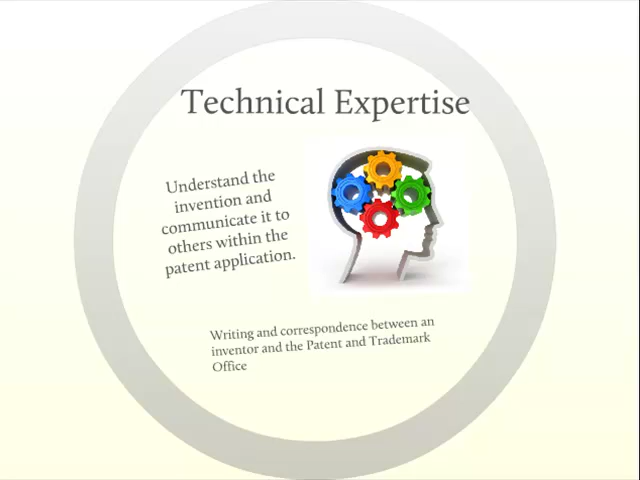 Technical Expertise
Understand the
invention and
communicate it to
others within the
patent application.
Writing and correspondence between an
inventor and the Patent and Trademark
Office